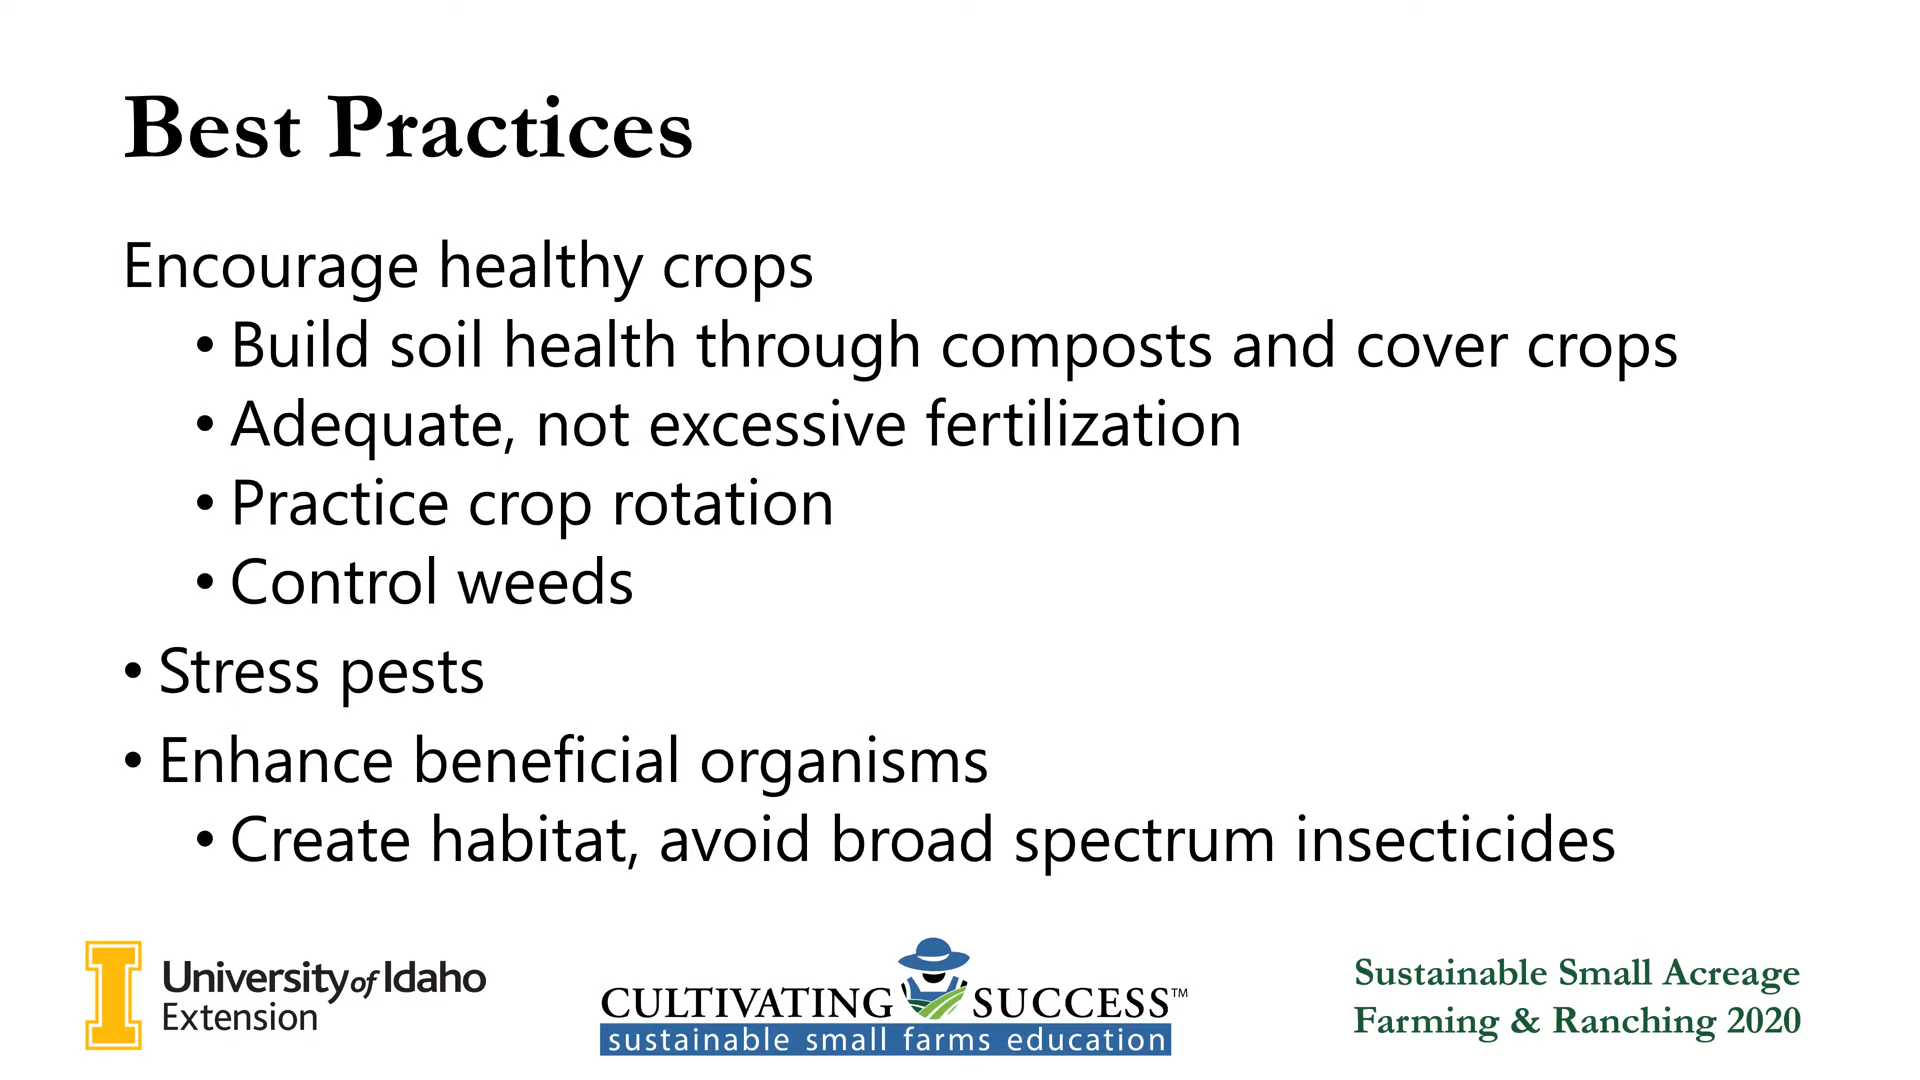 Best Practices
Encourage healthy crops
• Build soil health through composts and cover crops
• Adequate, not excessive fertilization
• Practice crop rotation
• Control weeds
• Stress pests
• Enhance beneficial organisms
• Create habitat, avoid broad spectrum insecticides
I
University of Idaho
Extension
CULTIVATING SUCCESS™
sustainable small farms education
Sustainable Small Acreage
Farming & Ranching 2020